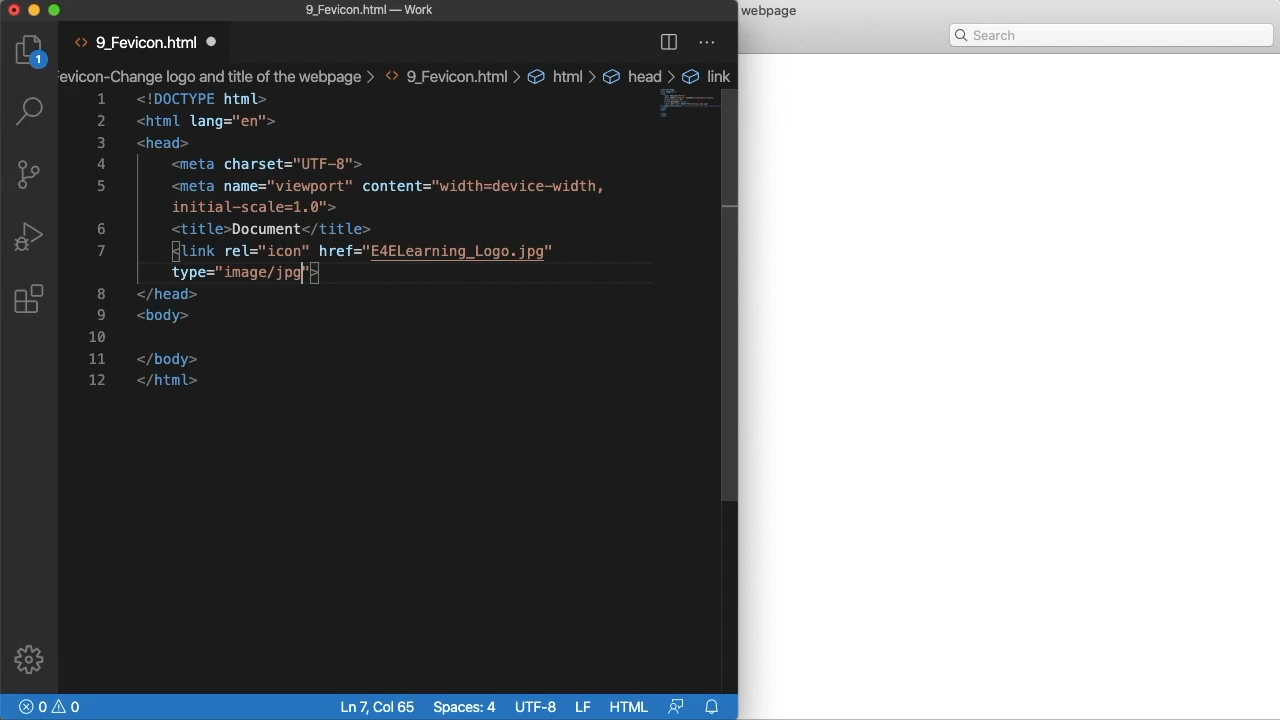 9_Fevicon.html — Work
webpage
Search
9_Fevicon.html
1
evicon-Change logo and title of the webpage > 9_Fevicon.html > html > head > link
1 <!DOCTYPE html>
2 <html lang="en">
3 <head>
4 <meta charset="UTF-8">
5 <meta name="viewport" content="width=device-width,
initial-scale=1.0">
6 <title>Document</title>
7 <link rel="icon" href="E4ELearning_Logo.jpg"
type="image/jpg">
8 </head>
9 <body>
10
11 </body>
12 </html>
0 0 Ln 7, Col 65 Spaces: 4 UTF-8 LF HTML